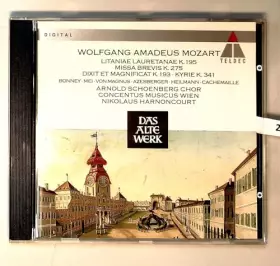 DIGITAL
TELDEC
WOLFGANG AMADEUS MOZART
LITANIAE LAURETANAE K.195
MISSA BREVIS K. 275
DIXIT ET MAGNIFICAT K. 193 · KYRIE K. 341
BONNEY · MEI · VON MAGNUS · AZESBERGER · HEILMANN · CACHEMAILLE
ARNOLD SCHOENBERG CHOR
CONCENTUS MUSICUS WIEN
NIKOLAUS HARNONCOURT
DAS
ALTE
WERK
2